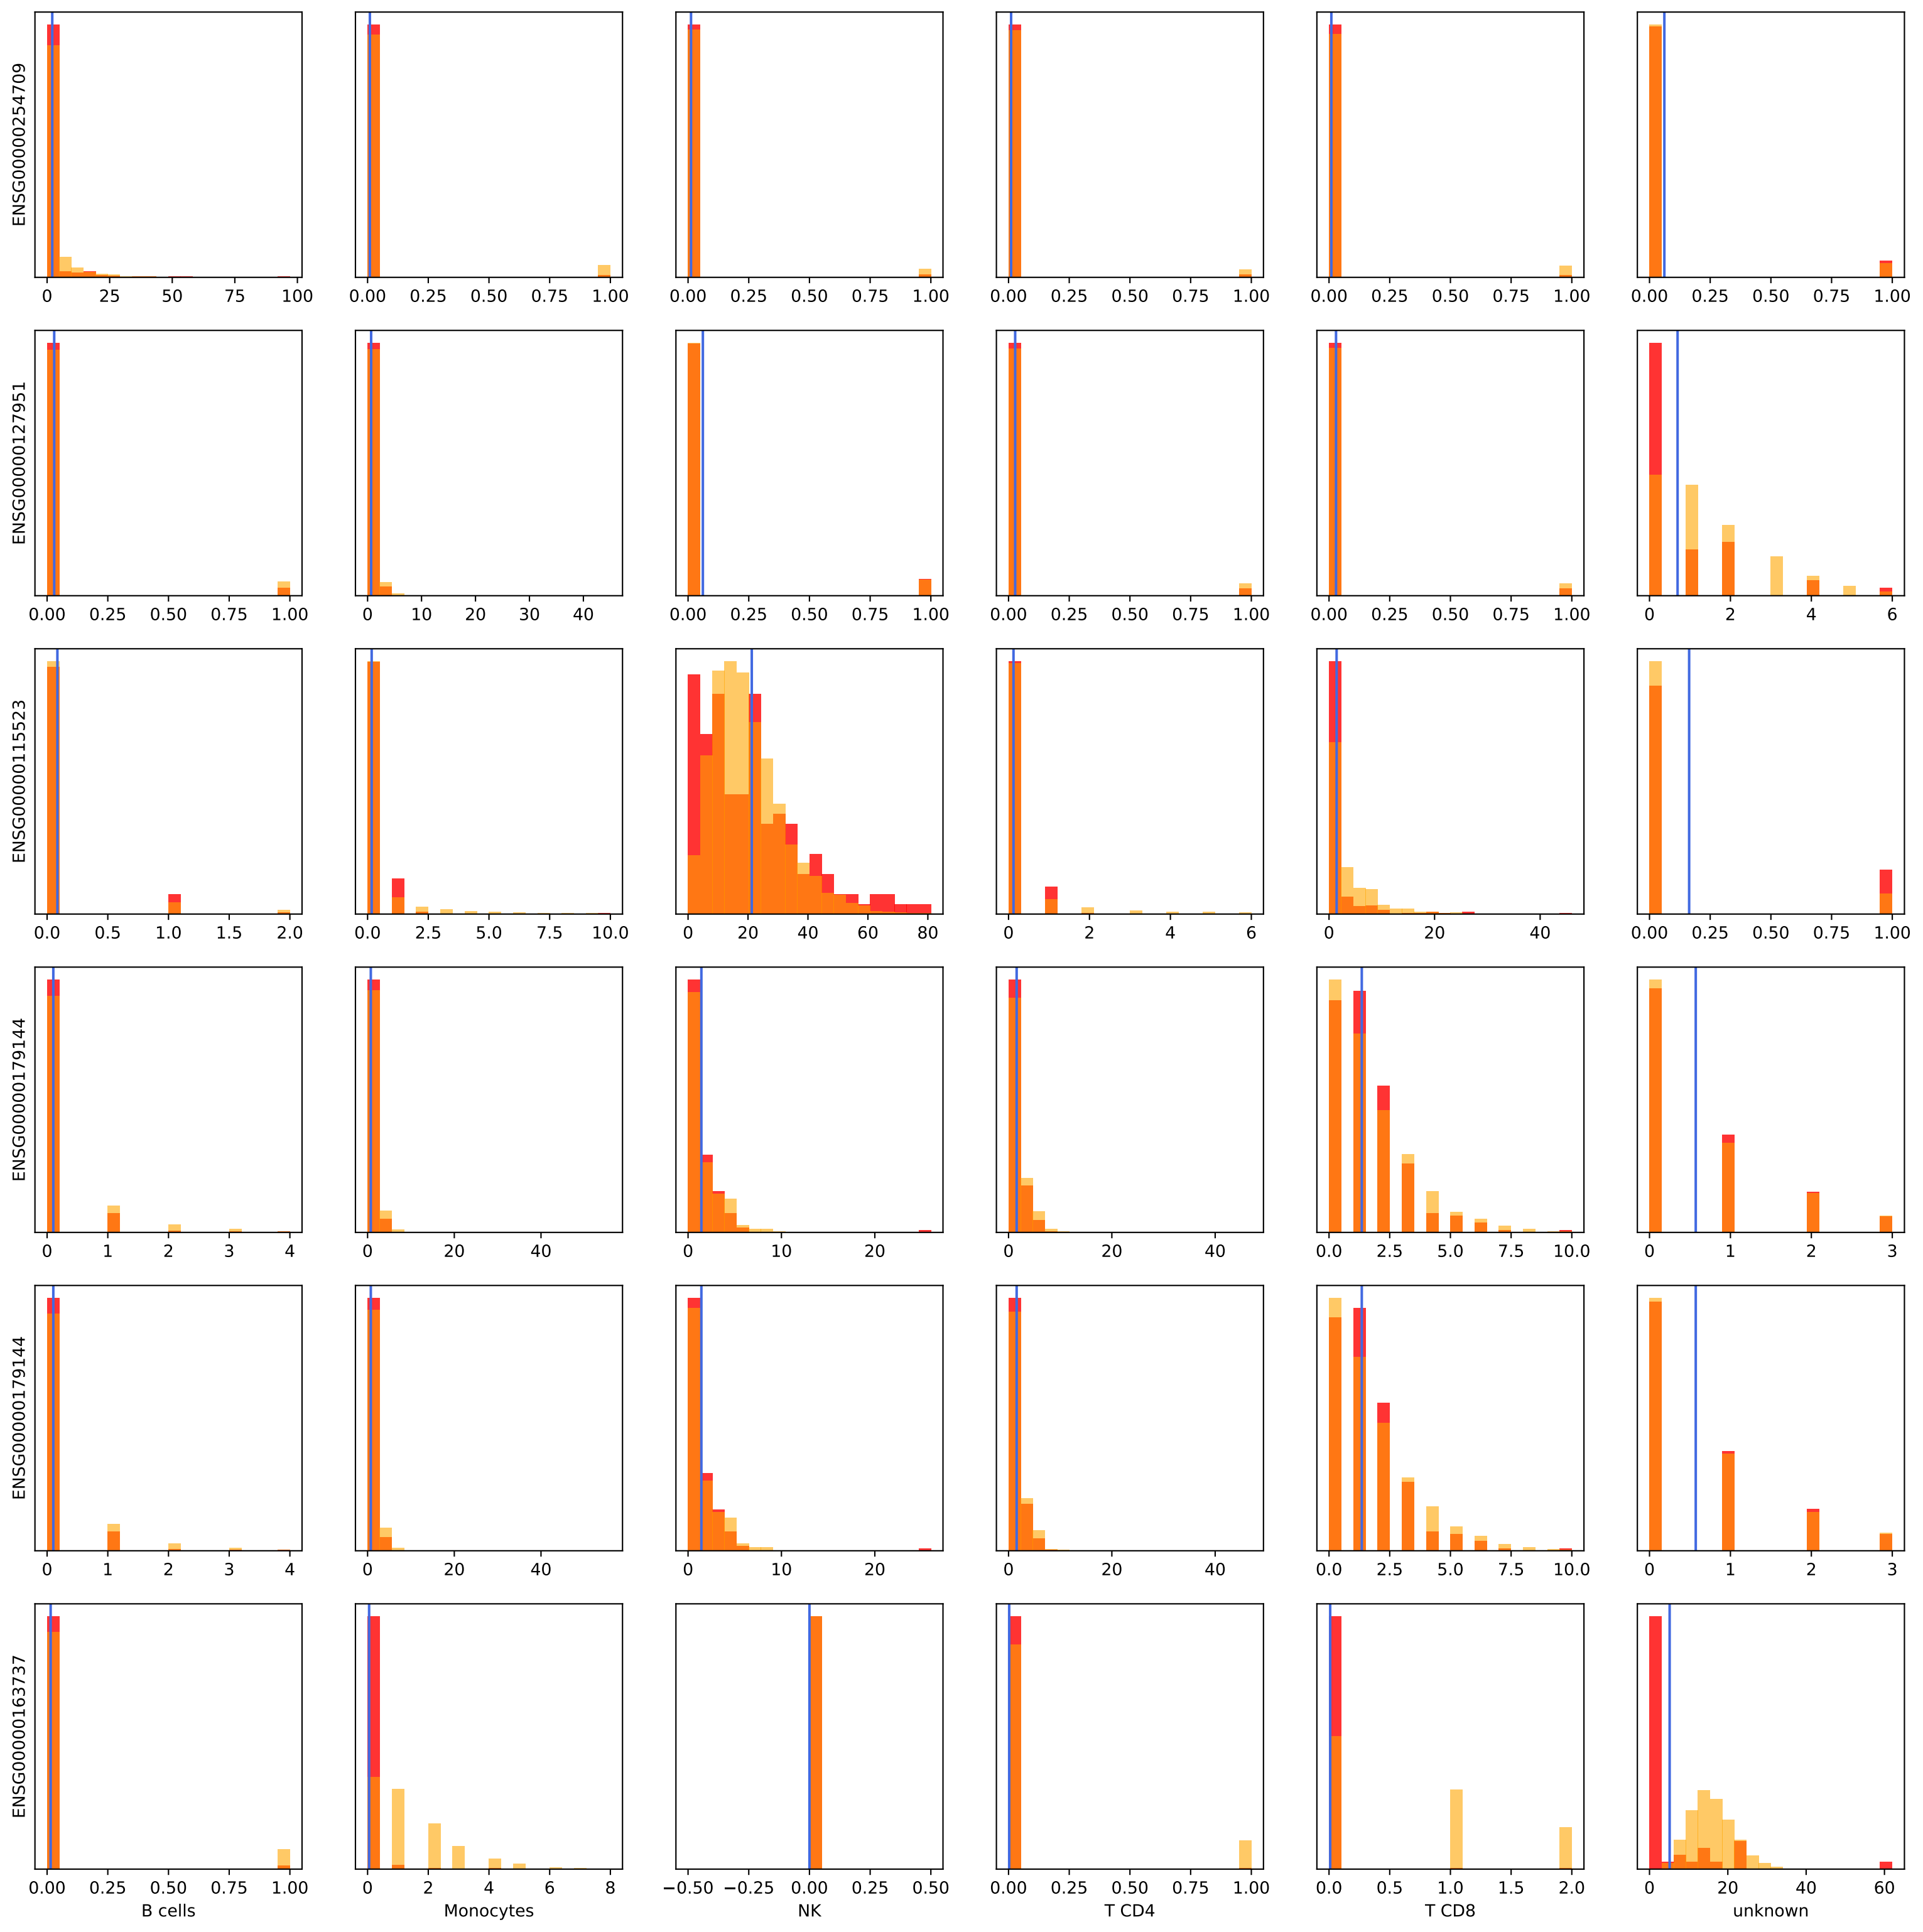 ENSG00000254709
0 25 50 75 100
0.00 0.25 0.50 0.75 1.00
0.00 0.25 0.50 0.75 1.00
0.00 0.25 0.50 0.75 1.00
0.00 0.25 0.50 0.75 1.00
0.00 0.25 0.50 0.75 1.00
ENSG00000127951
0.00 0.25 0.50 0.75 1.00
0 10 20 30 40
0.00 0.25 0.50 0.75 1.00
0.00 0.25 0.50 0.75 1.00
0.00 0.25 0.50 0.75 1.00
0 2 4 6
ENSG00000115523
0.0 0.5 1.0 1.5 2.0
0.0 2.5 5.0 7.5 10.0
0 20 40 60 80
0 2 4 6
0 20 40
0.00 0.25 0.50 0.75 1.00
ENSG00000179144
0 1 2 3 4
0 20 40
0 10 20
0 20 40
0.0 2.5 5.0 7.5 10.0
0 1 2 3
ENSG00000179144
0 1 2 3 4
0 20 40
0 10 20
0 20 40
0.0 2.5 5.0 7.5 10.0
0 1 2 3
ENSG00000163737
0.00 0.25 0.50 0.75 1.00
B cells
0 2 4 6 8
Monocytes
−0.50 −0.25 0.00 0.25 0.50
NK
0.00 0.25 0.50 0.75 1.00
T CD4
0.0 0.5 1.0 1.5 2.0
T CD8
0 20 40 60
unknown